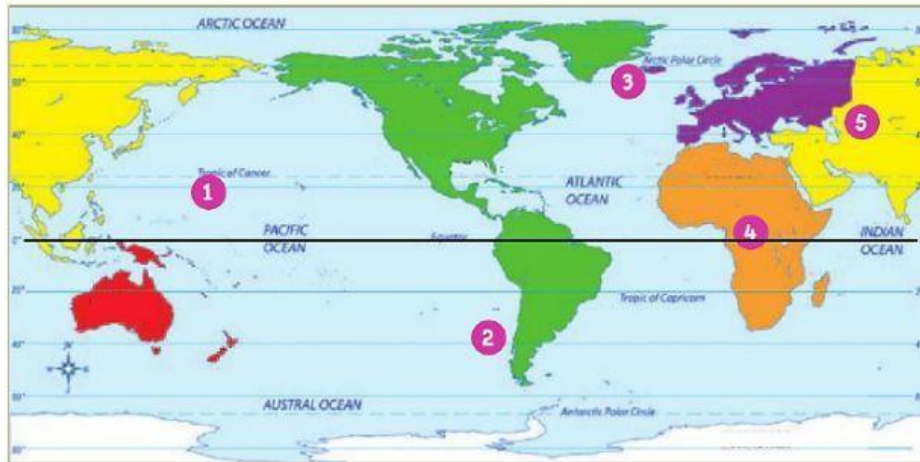 ARCTIC OCEAN
Arctic Polar Circle
3
5
Tropic of Cancer
1
ATLANTIC
OCEAN
PACIFIC
OCEAN
Equator
4
INDIAN
OCEAN
0°
Tropic of Capricorn
2
AUSTRAL OCEAN
Antarctic Polar Circle